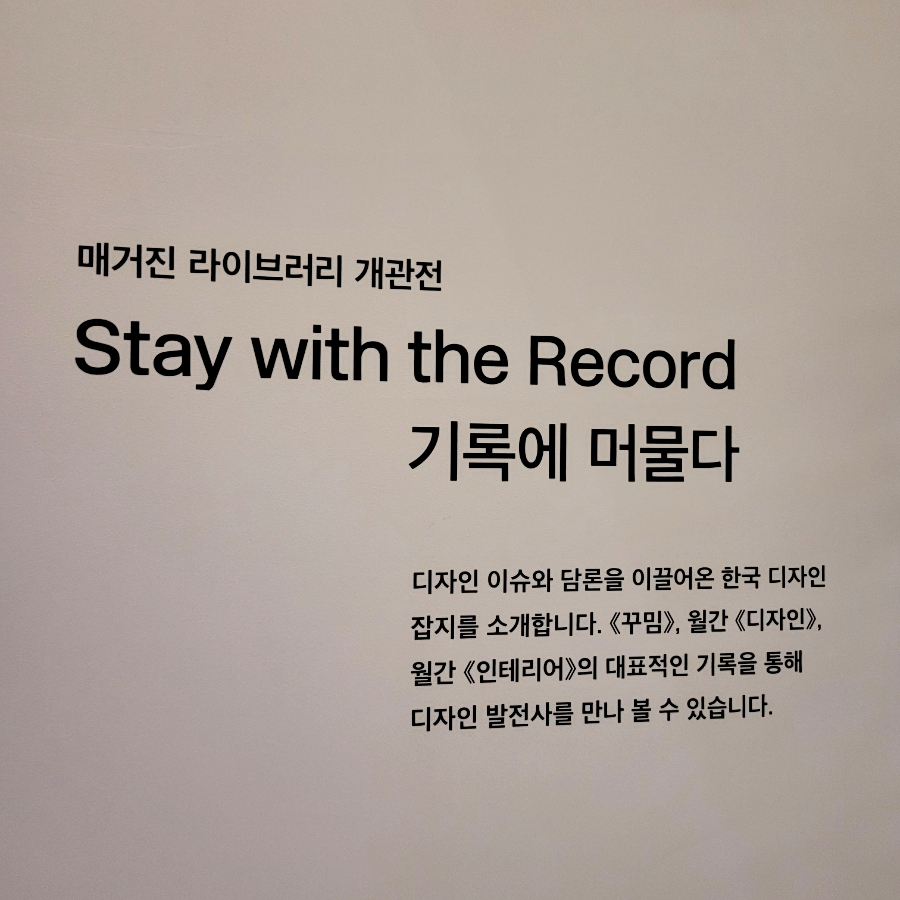 매거진 라이브러리 개관전
Stay with the Record
기록에 머물다
디자인 이슈와 담론을 이끌어온 한국 디자인
잡지를 소개합니다. 《꾸밈》, 월간 《디자인》,
월간 《인테리어》의 대표적인 기록을 통해
디자인 발전사를 만나 볼 수 있습니다.